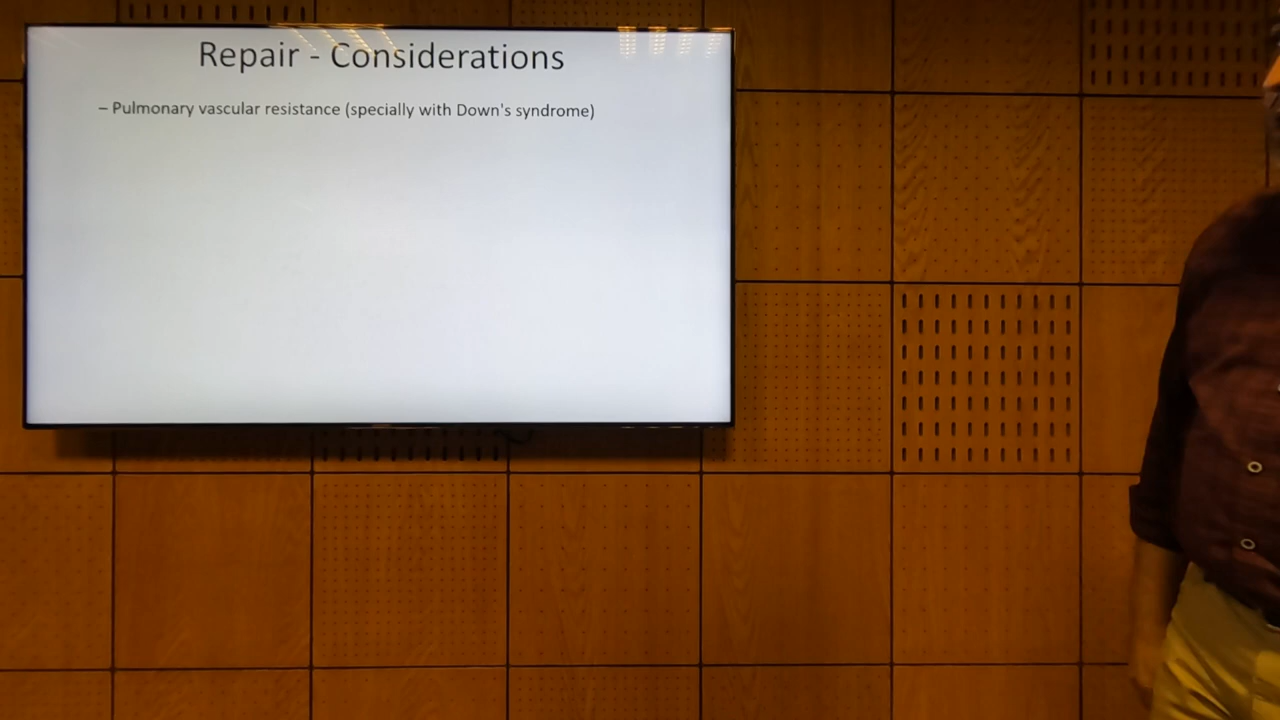 Repair - Considerations
– Pulmonary vascular resistance (specially with Down's syndrome)